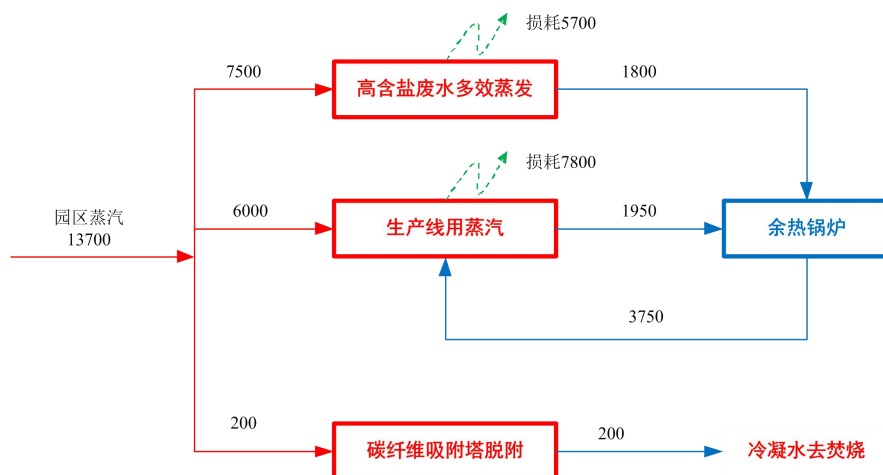 损耗5700
7500
高含盐废水多效蒸发
1800
损耗7800
园区蒸汽
13700
6000
生产线用蒸汽
1950
余热锅炉
3750
200
碳纤维吸附塔脱附
200
冷凝水去焚烧